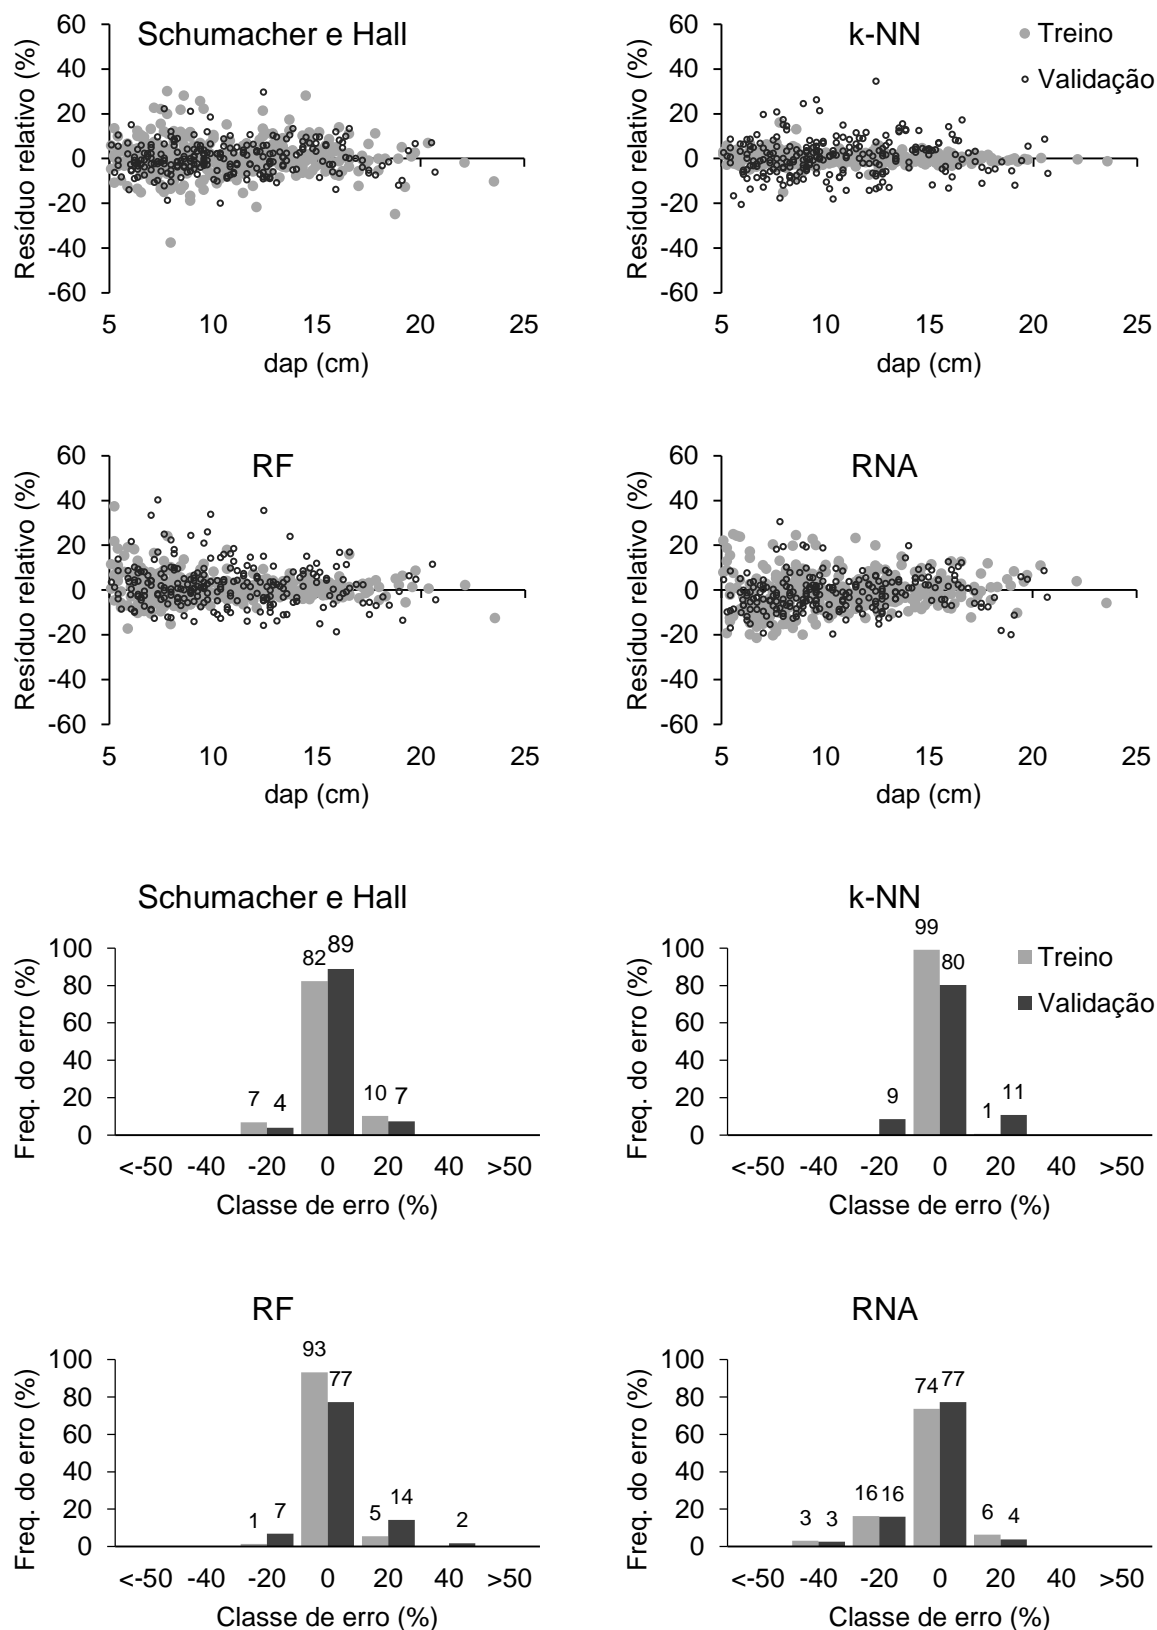 Schumacher e Hall
Resíduo relativo (%)
60
40
20
0
-20
-40
-60
5 10 15 20 25
dap (cm)
k-NN
Treino
Validação
Resíduo relativo (%)
60
40
20
0
-20
-40
-60
5 10 15 20 25
dap (cm)
RF
Resíduo relativo (%)
60
40
20
0
-20
-40
-60
5 10 15 20 25
dap (cm)
RNA
Resíduo relativo (%)
60
40
20
0
-20
-40
-60
5 10 15 20 25
dap (cm)
Schumacher e Hall
Freq. do erro (%)
100
80
60
40
20
0
7 4 82 89 10 7
<-50 -40 -20 0 20 40 >50
Classe de erro (%)
k-NN
Treino
Validação
Freq. do erro (%)
100
80
60
40
20
0
9 99 80 1 11
<-50 -40 -20 0 20 40 >50
Classe de erro (%)
RF
Freq. do erro (%)
100
80
60
40
20
0
1 7 93 77 5 14 2
<-50 -40 -20 0 20 40 >50
Classe de erro (%)
RNA
Freq. do erro (%)
100
80
60
40
20
0
3 3 16 16 74 77 6 4
<-50 -40 -20 0 20 40 >50
Classe de erro (%)